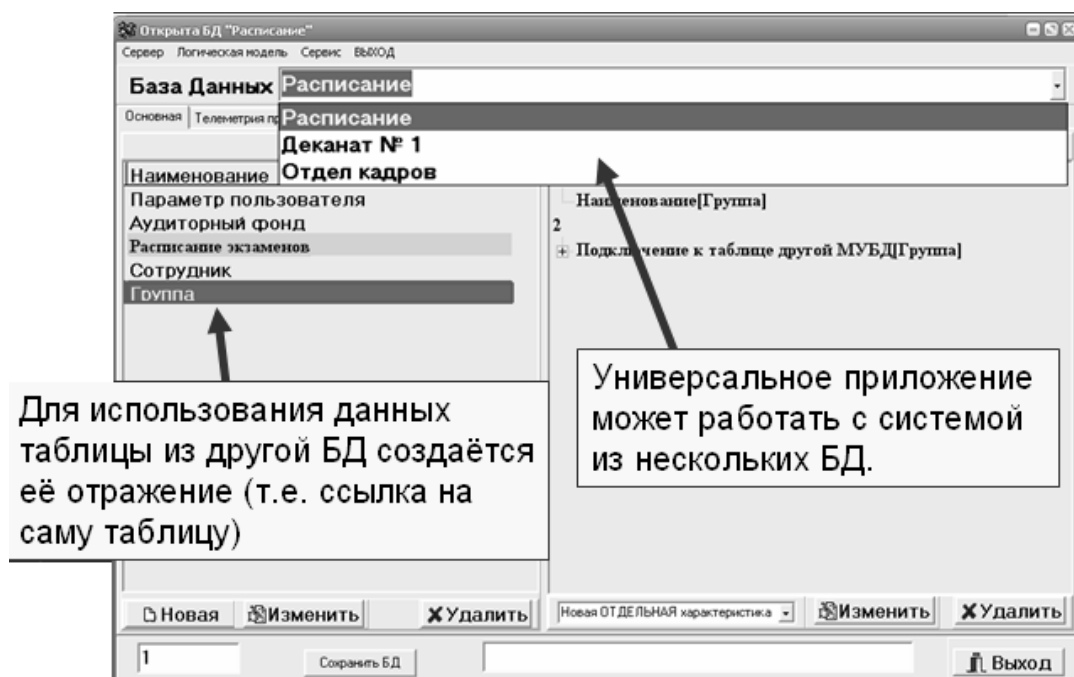 Открыта БД "Расписание"
Сервер Логическая модель Сервис ВЫХОД
База Данных Расписание
Основная Телеметрия
Расписание
Деканат № 1
Отдел кадров
Наименование
Параметр пользователя
Аудиторный фонд
Расписание экзаменов
Сотрудник
Группа
Наименование[Группа]
2
Подключение к таблице другой МУБД[Группа]
Для использования данных
таблицы из другой БД создаётся
её отражение (т.е. ссылка на
саму таблицу)
Универсальное приложение
может работать с системой
из нескольких БД.
Новая Изменить Удалить
Новая ОТДЕЛЬНАЯ характеристика Изменить Удалить
1 Сохранить БД Выход